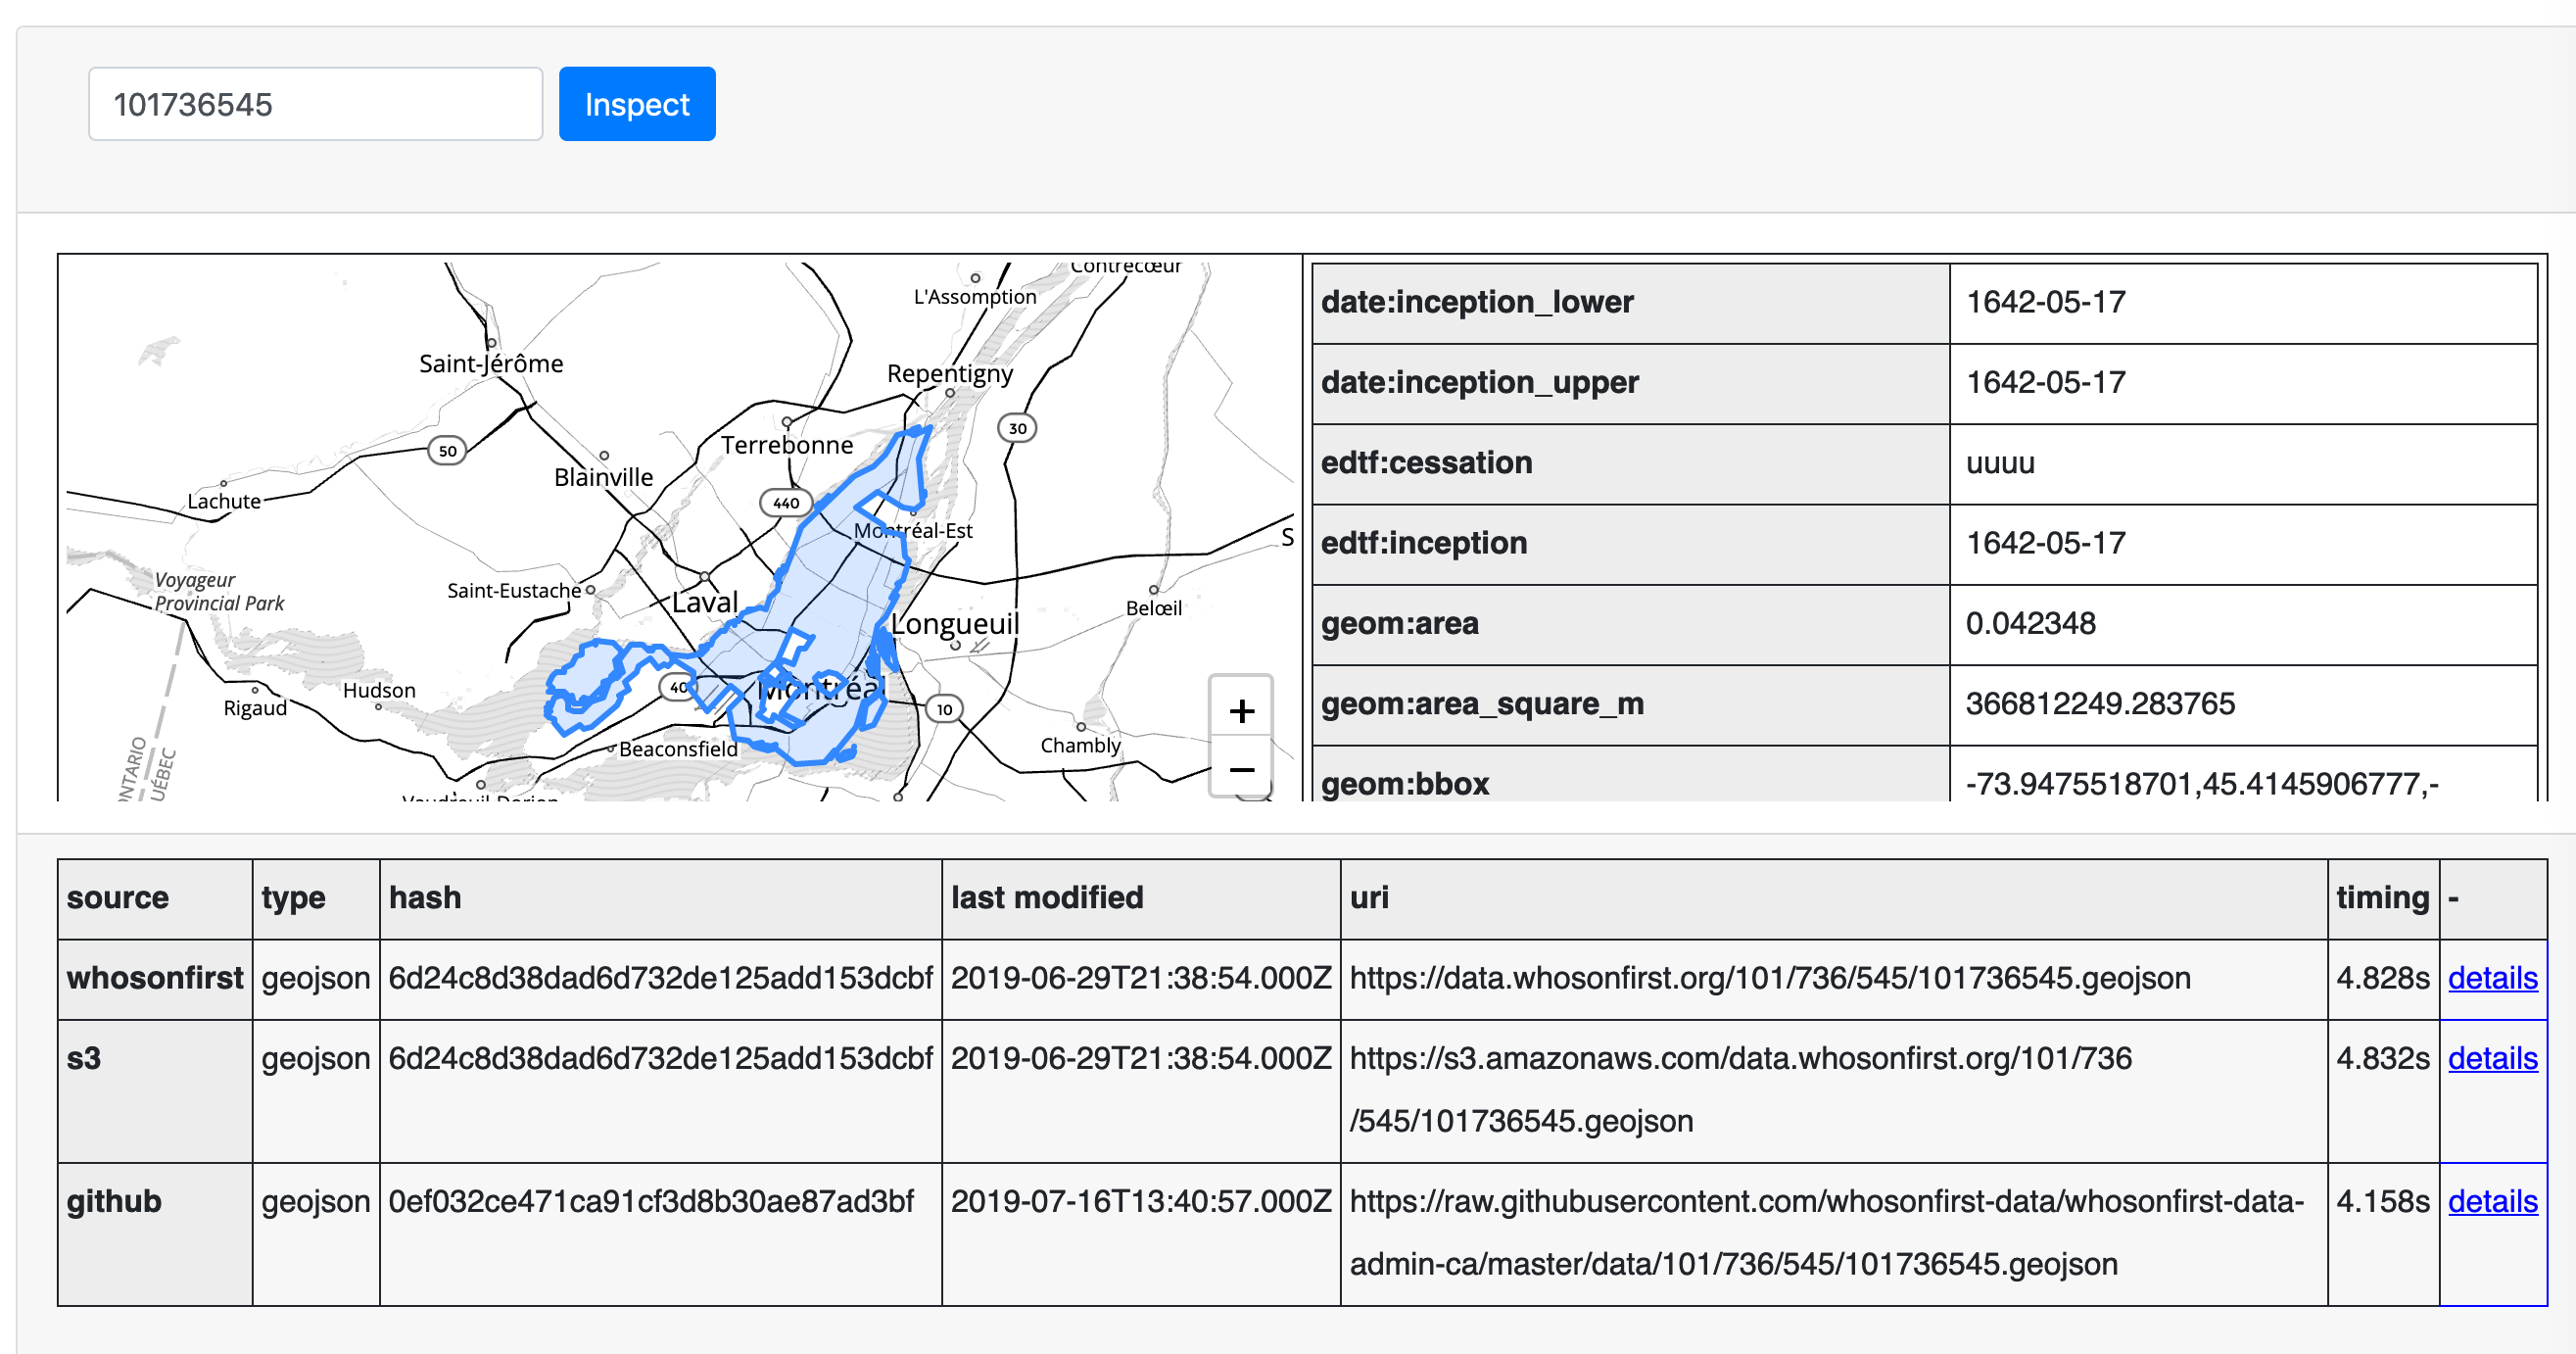 101736545 Inspect
Contrecœur
L'Assomption
Saint-Jérôme
Repentigny
30
Terrebonne
50
Blainville
Lachute
440
Montréal-Est
S
Voyageur
Provincial Park
Saint-Eustache
Laval
Belœil
Longueuil
Hudson
40
Montréal
Rigaud
10
+
Beaconsfield
Chambly
ONTARIO
QUÉBEC
−
Vaudreuil-Dorion
date:inception_lower 1642-05-17
date:inception_upper 1642-05-17
edtf:cessation uuuu
edtf:inception 1642-05-17
geom:area 0.042348
geom:area_square_m 366812249.283765
geom:bbox -73.9475518701,45.4145906777,-
source type hash last modified uri timing -
whosonfirst geojson 6d24c8d38dad6d732de125add153dcbf 2019-06-29T21:38:54.000Z https://data.whosonfirst.org/101/736/545/101736545.geojson 4.828s details
s3 geojson 6d24c8d38dad6d732de125add153dcbf 2019-06-29T21:38:54.000Z https://s3.amazonaws.com/data.whosonfirst.org/101/736 4.832s details
/545/101736545.geojson
github geojson 0ef032ce471ca91cf3d8b30ae87ad3bf 2019-07-16T13:40:57.000Z https://raw.githubusercontent.com/whosonfirst-data/whosonfirst-data- 4.158s details
admin-ca/master/data/101/736/545/101736545.geojson